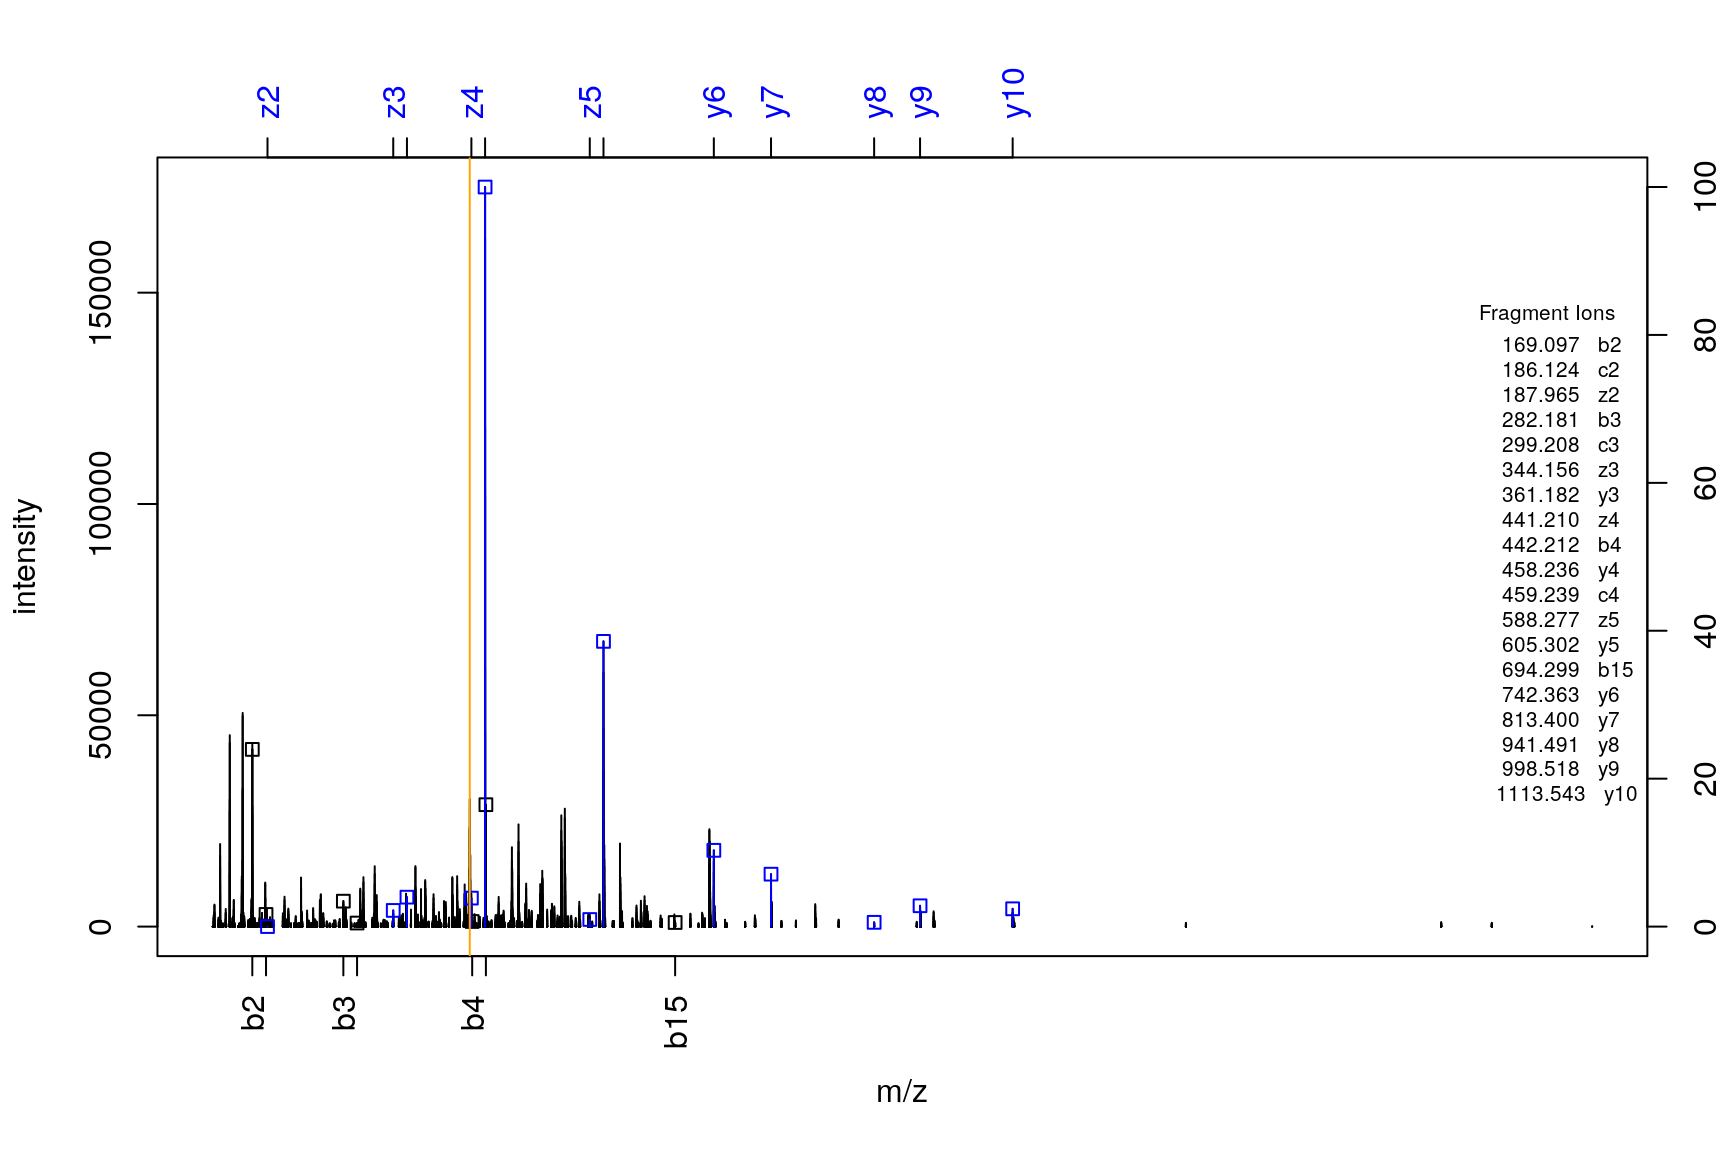 z2 z3 z4 z5 y6 y7 y8 y9 y10
150000
100000
50000
0
intensity
100
80
60
40
20
0
Fragment Ions
169.097 b2
186.124 c2
187.965 z2
282.181 b3
299.208 c3
344.156 z3
361.182 y3
441.210 z4
442.212 b4
458.236 y4
459.239 c4
588.277 z5
605.302 y5
694.299 b15
742.363 y6
813.400 y7
941.491 y8
998.518 y9
1113.543 y10
b2 b3 b4 b15
m/z